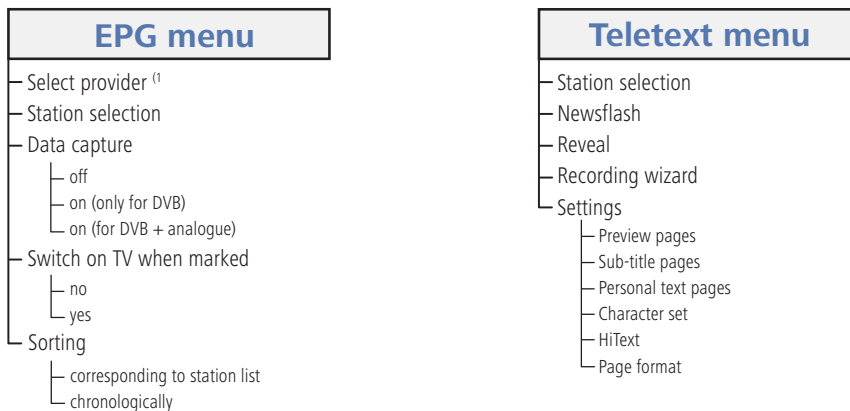 EPG menu
Select provider (1
Station selection
Data capture
off
on (only for DVB)
on (for DVB + analogue)
Switch on TV when marked
no
yes
Sorting
corresponding to station list
chronologically
Teletext menu
Station selection
Newsflash
Reveal
Recording wizard
Settings
Preview pages
Sub-title pages
Personal text pages
Character set
HiText
Page format